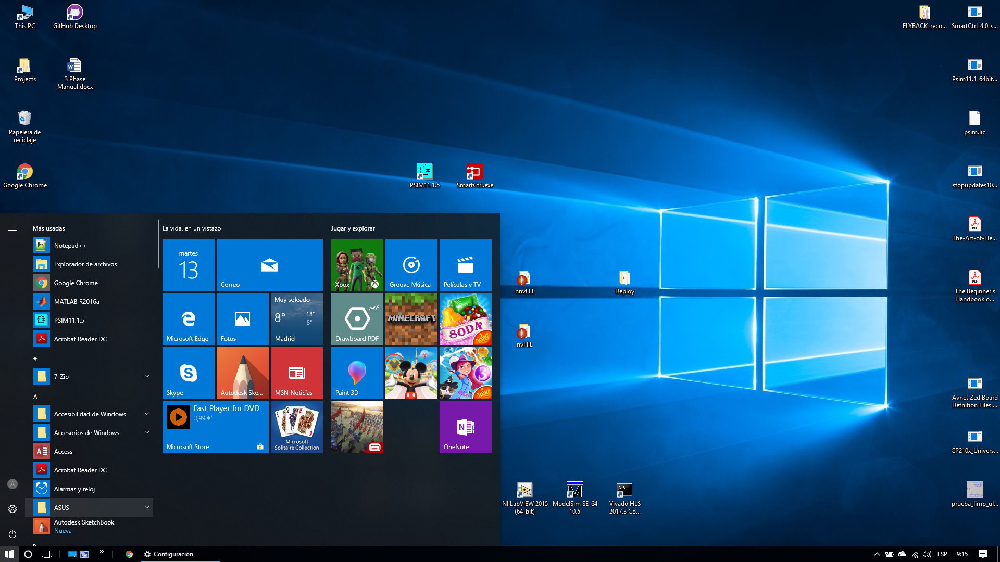 This PC
GitHub Desktop
FLYBACK_reco...
SmartCtrl_4.0_s...
Projects
3 Phase
Manual.docx
Psim11.1_64bit...
Papelera de
reciclaje
psim.lic
Google Chrome
PSIM11.1.5
SmartCtrl.exe
stopupdates10...
The-Art-of-Ele...
nnvHIL
Deploy
The Beginner's
Handbook o...
nvHIL
Avnet Zed Board
Defnition Files....
CP210x_Univers...
NI LabVIEW 2015
(64-bit)
ModelSim SE-64
10.5
Vivado HLS
2017.3 Co...
prueba_limp_ul...
Más usadas
Notepad++
Explorador de archivos
Google Chrome
MATLAB R2016a
PSIM11.1.5
Acrobat Reader DC
#
7-Zip
A
Accesibilidad de Windows
Accesorios de Windows
Access
Acrobat Reader DC
Alarmas y reloj
ASUS
Autodesk SketchBook
Nueva
La vida, en un vistazo
martes
13
Correo
Microsoft Edge
Fotos
Muy soleado
8° 18°
8°
Madrid
Skype
Autodesk Ske...
MSN Noticias
Fast Player for DVD
3,99 €*
Microsoft Store
Microsoft
Solitaire Collection
Jugar y explorar
Xbox
Groove Música
Películas y TV
pdf
Drawboard PDF
MINECRAFT
SODA
King
Paint 3D
3
King
OneNote
Configuración
ESP
9:15